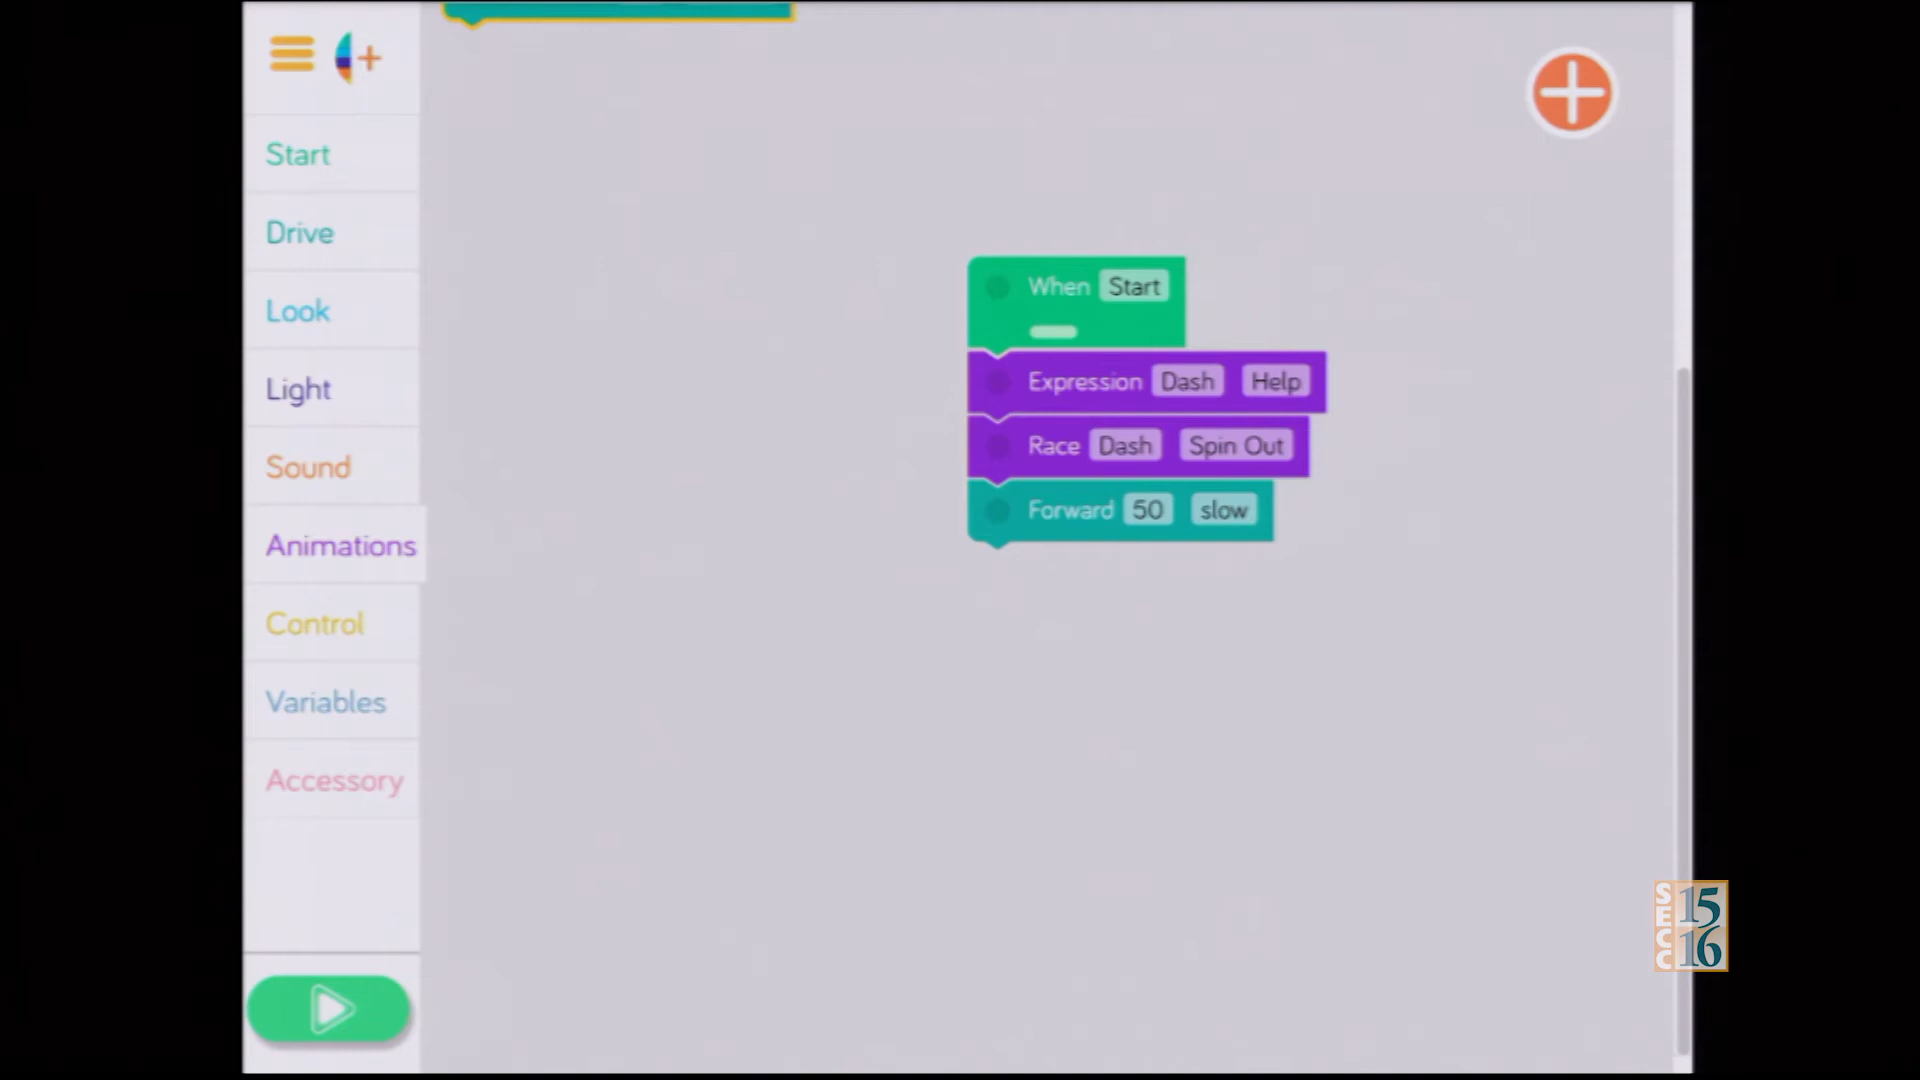 Start
Drive
Look
Light
Sound
Animations
Control
Variables
Accessory
When Start
Expression Dash Help
Race Dash Spin Out
Forward 50 slow
SECC
15
16